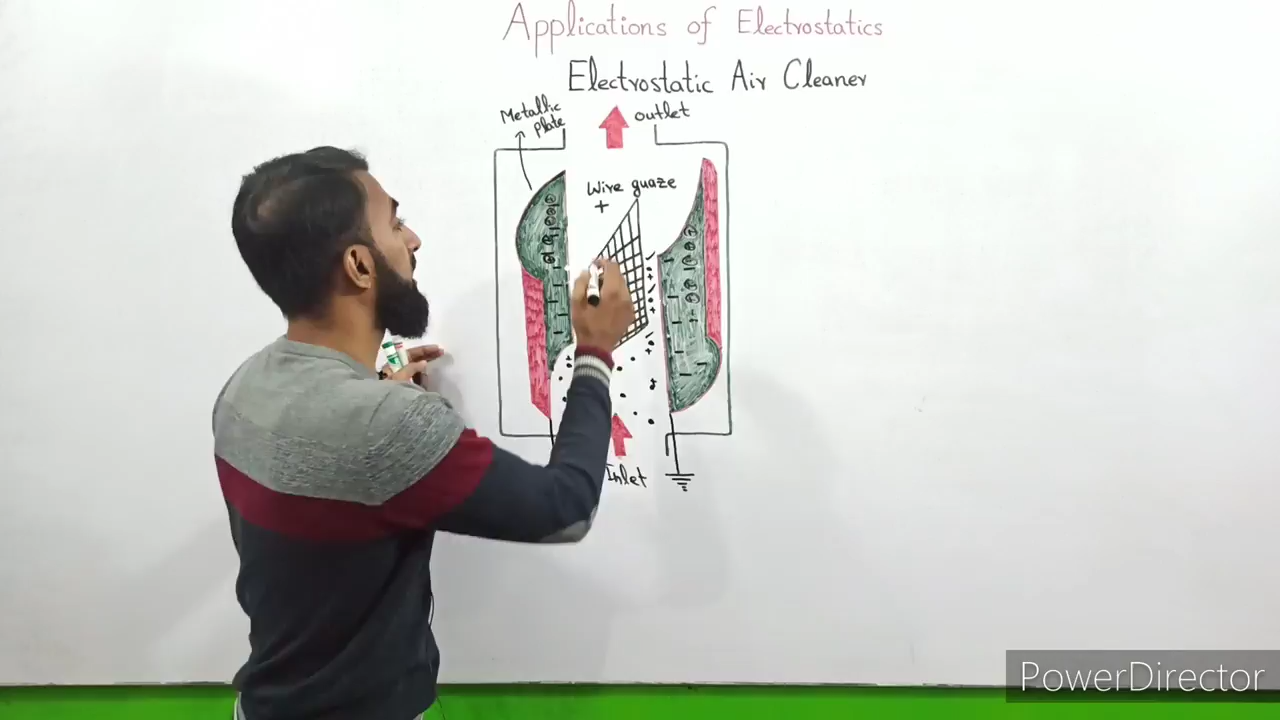 Applications of Electrostatics
Electrostatic Air Cleaner
Metallic
plate
outlet
Wire guaze
+
Inlet
PowerDirector